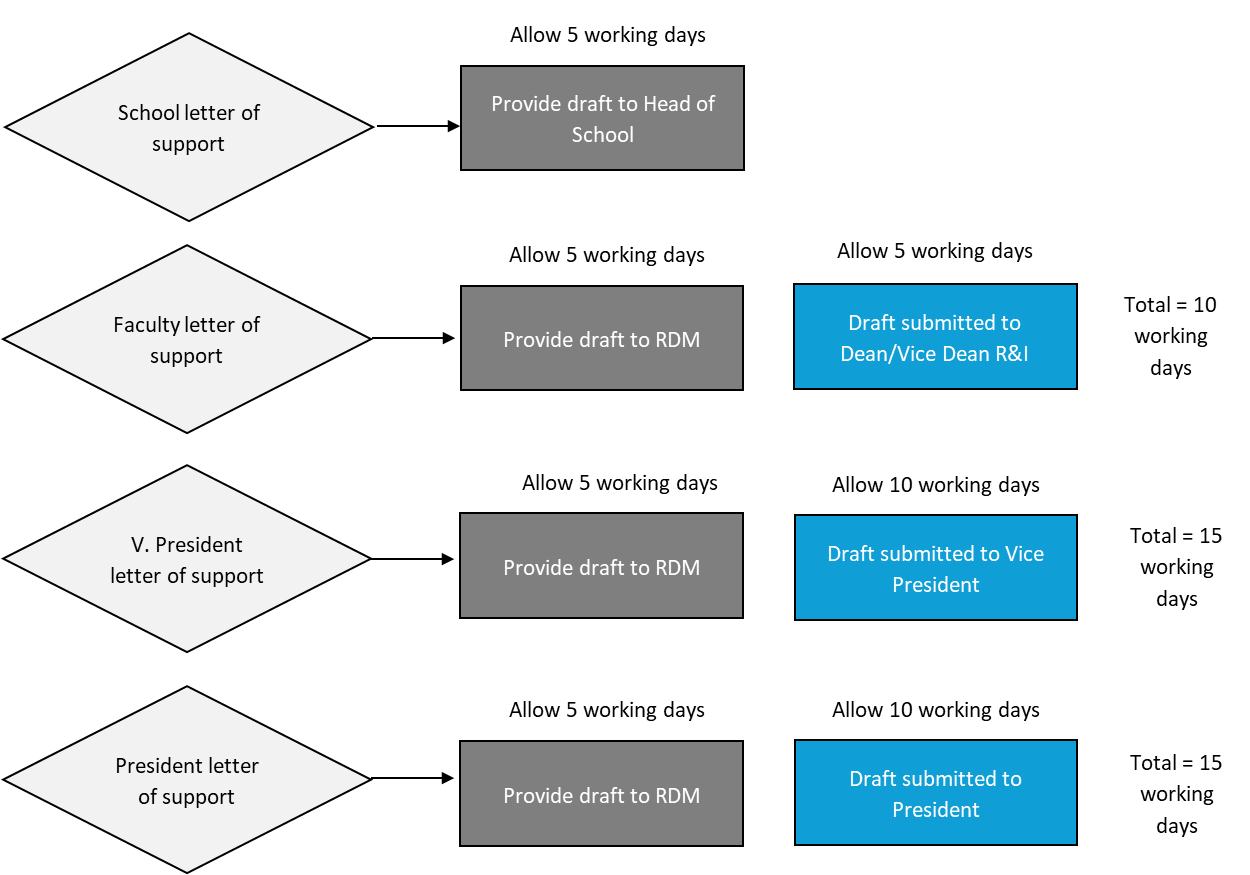 Allow 5 working days
School letter of
support
Provide draft to Head of
School
Allow 5 working days
Allow 5 working days
Faculty letter of
support
Provide draft to RDM
Draft submitted to
Dean/Vice Dean R&I
Total = 10
working
days
Allow 5 working days
Allow 10 working days
V. President
letter of support
Provide draft to RDM
Draft submitted to Vice
President
Total = 15
working
days
Allow 5 working days
Allow 10 working days
President letter
of support
Provide draft to RDM
Draft submitted to
President
Total = 15
working
days